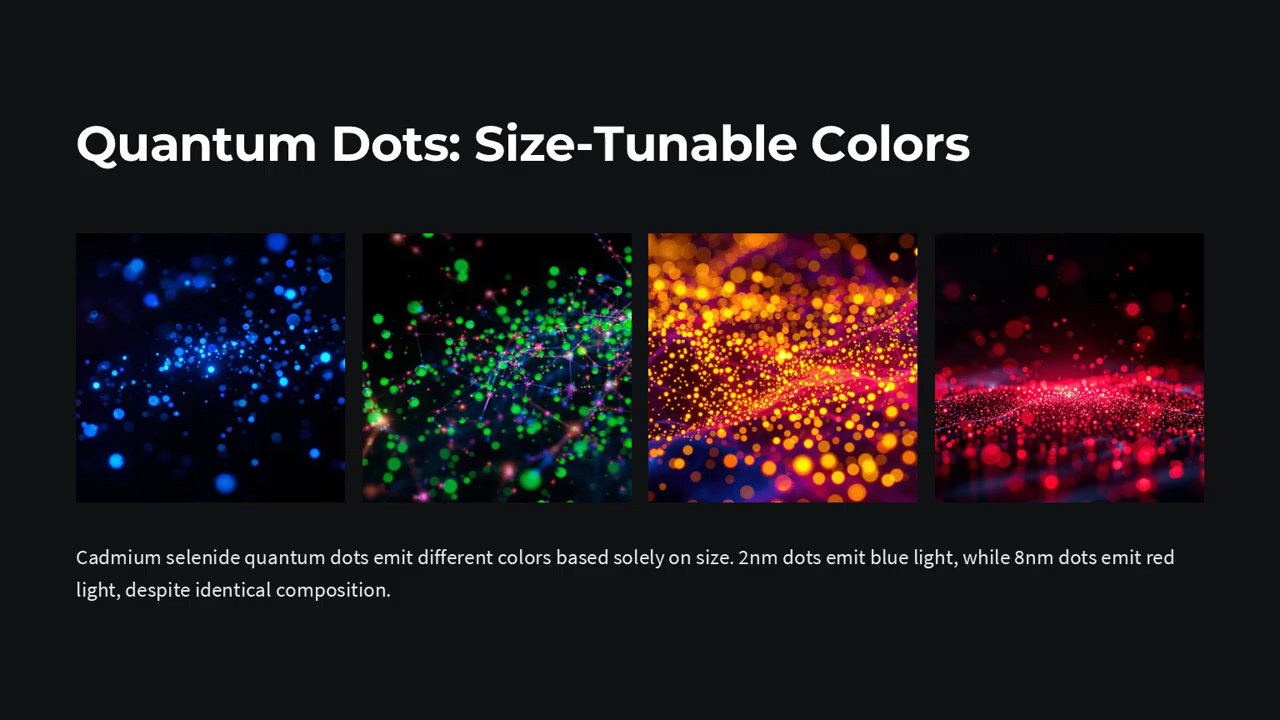 Quantum Dots: Size-Tunable Colors
Cadmium selenide quantum dots emit different colors based solely on size. 2nm dots emit blue light, while 8nm dots emit red
light, despite identical composition.